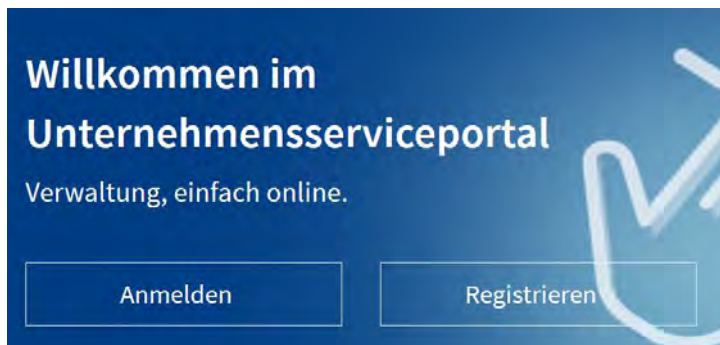 Willkommen im
Unternehmensserviceportal
Verwaltung, einfach online.
Anmelden
Registrieren